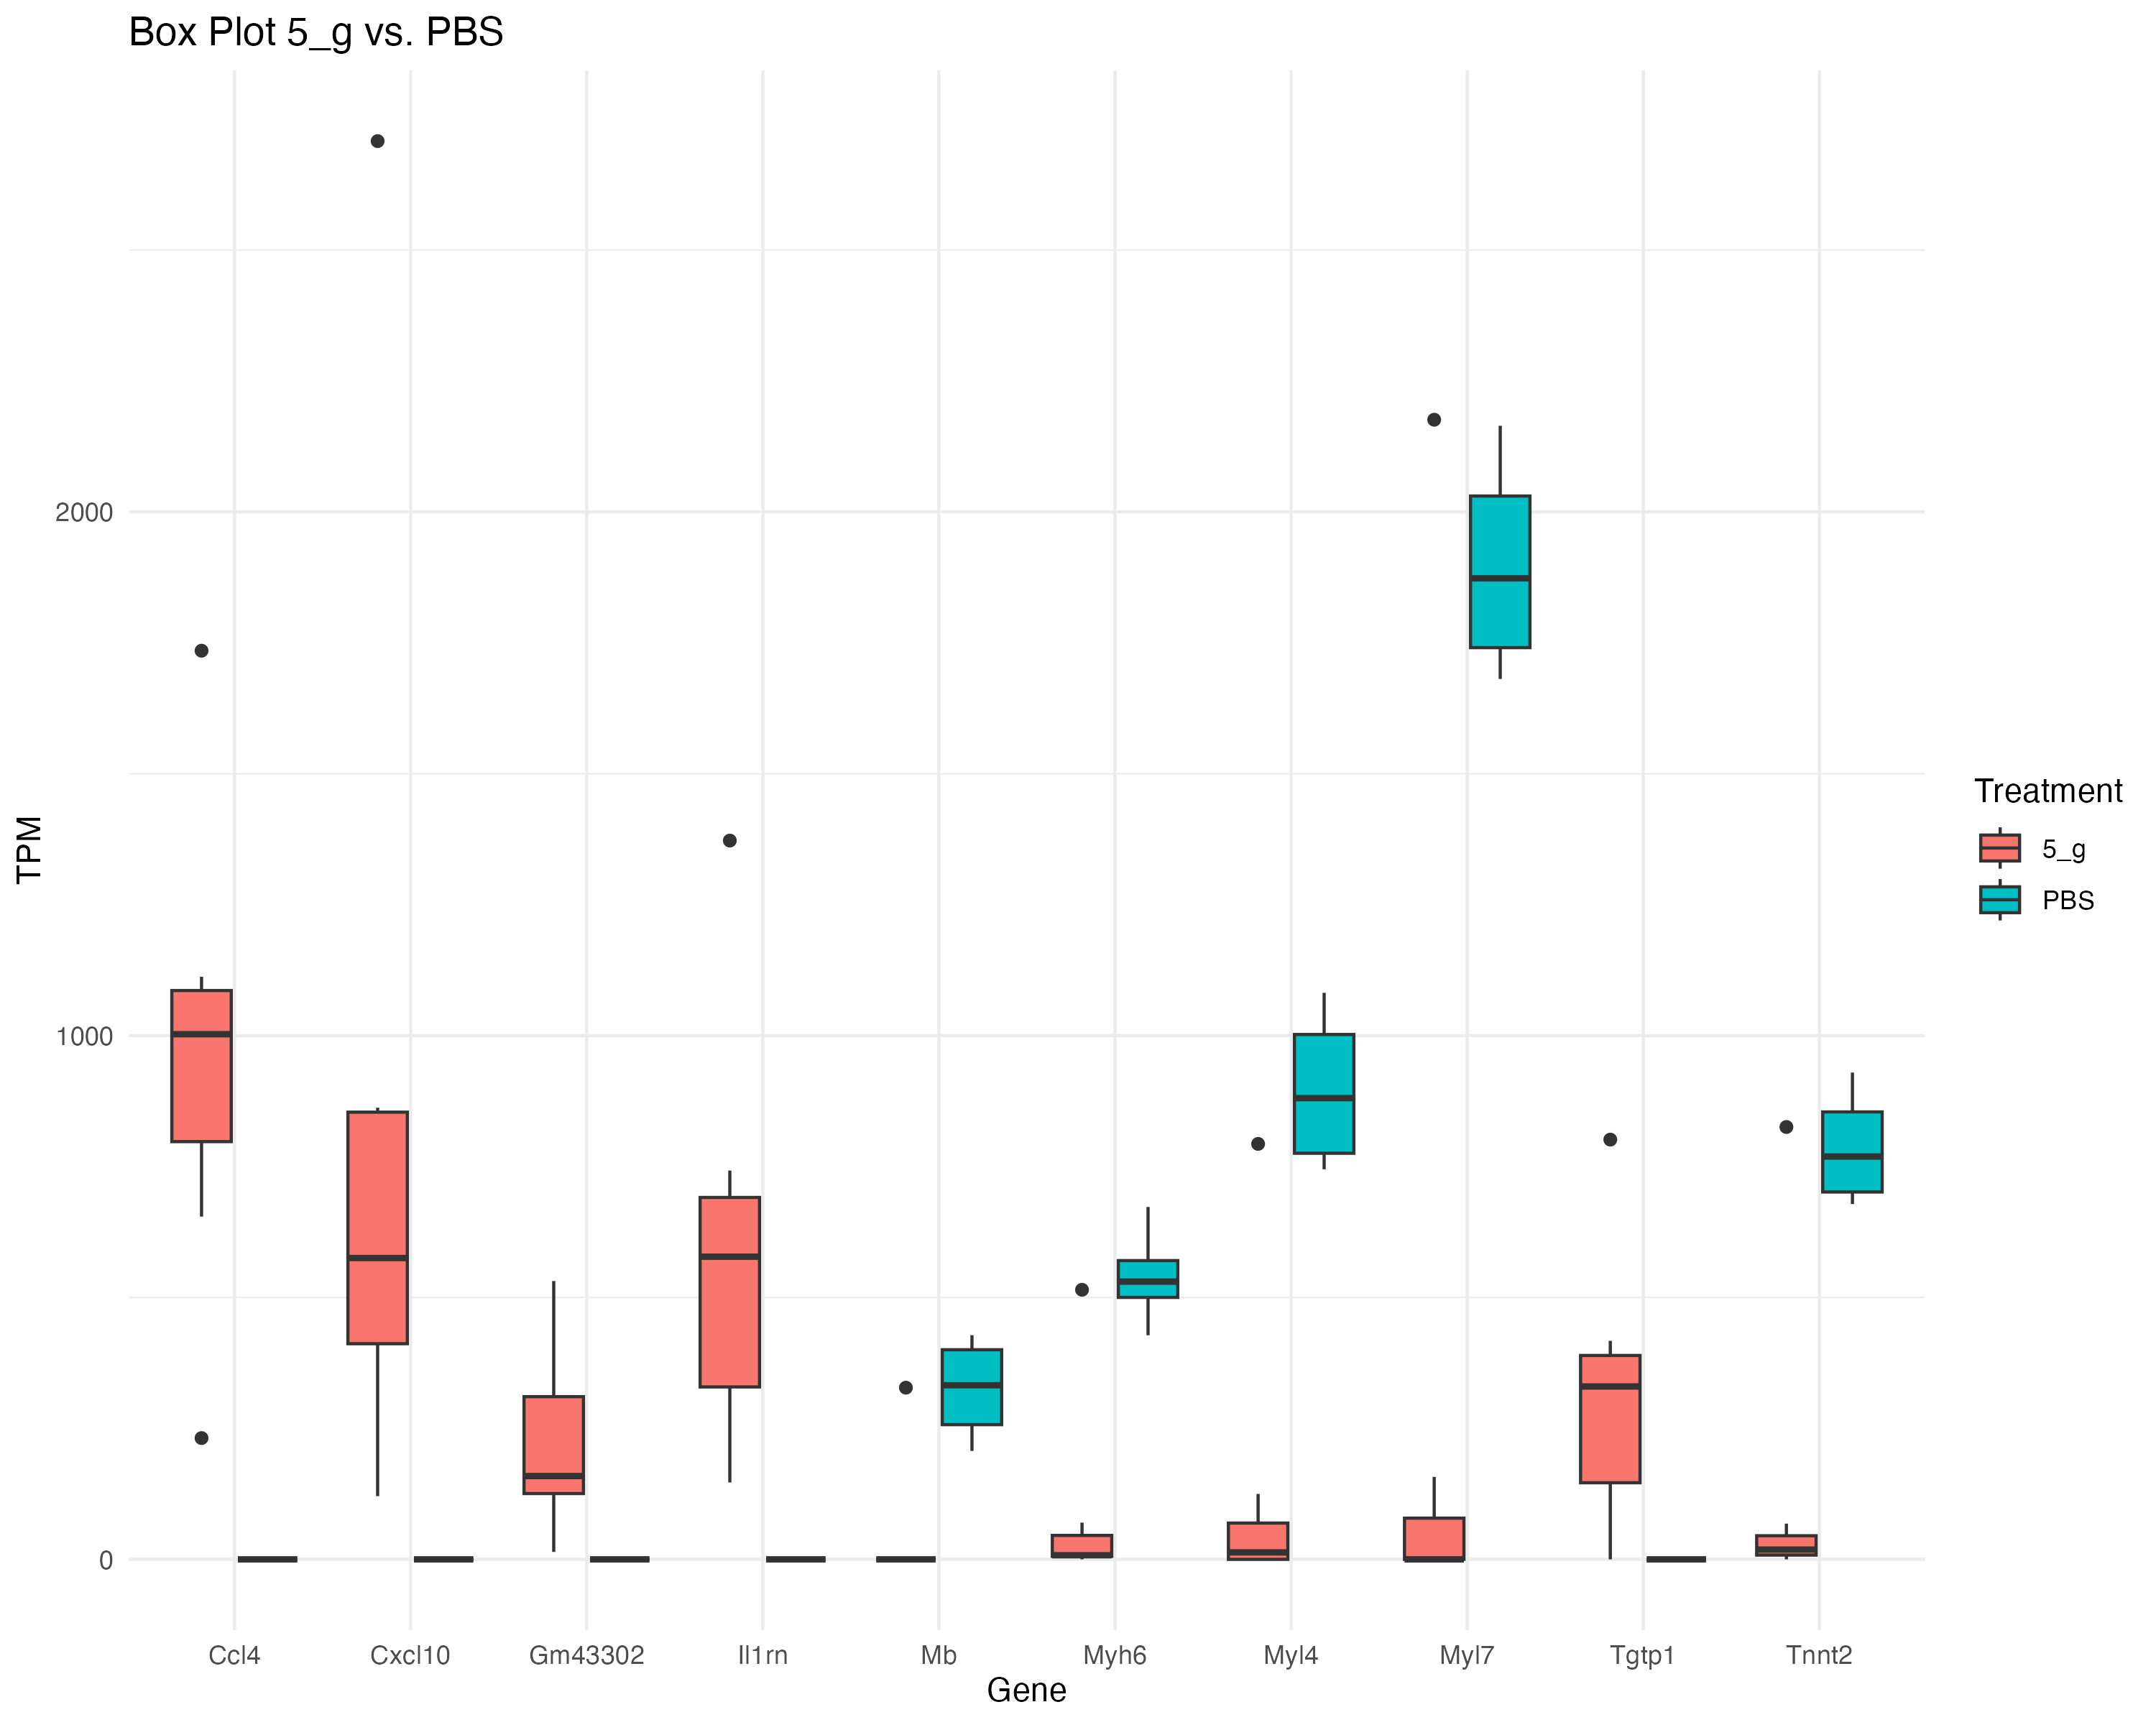 Box Plot 5_g vs. PBS
TPM
2000
1000
0
Ccl4 Cxcl10 Gm43302 Il1rn Mb Myh6 Myl4 Myl7 Tgtp1 Tnnt2
Gene
Treatment
5_g
PBS